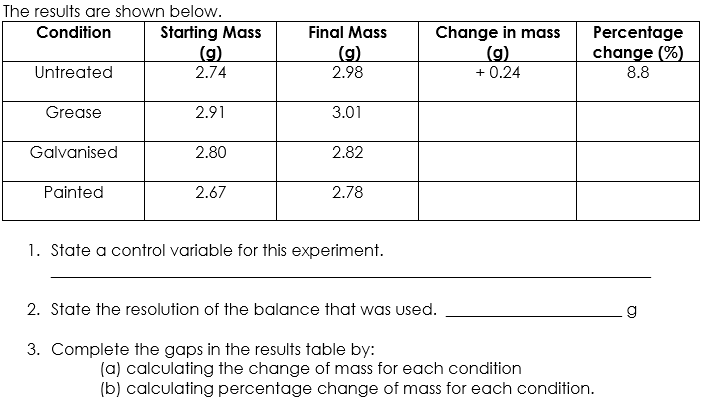 The results are shown below.
Condition Starting Mass (g) Final Mass (g) Change in mass (g) Percentage change (%)
Untreated 2.74 2.98 + 0.24 8.8
Grease 2.91 3.01
Galvanised 2.80 2.82
Painted 2.67 2.78
1. State a control variable for this experiment.
2. State the resolution of the balance that was used. ____________________ g
3. Complete the gaps in the results table by:
(a) calculating the change of mass for each condition
(b) calculating percentage change of mass for each condition.